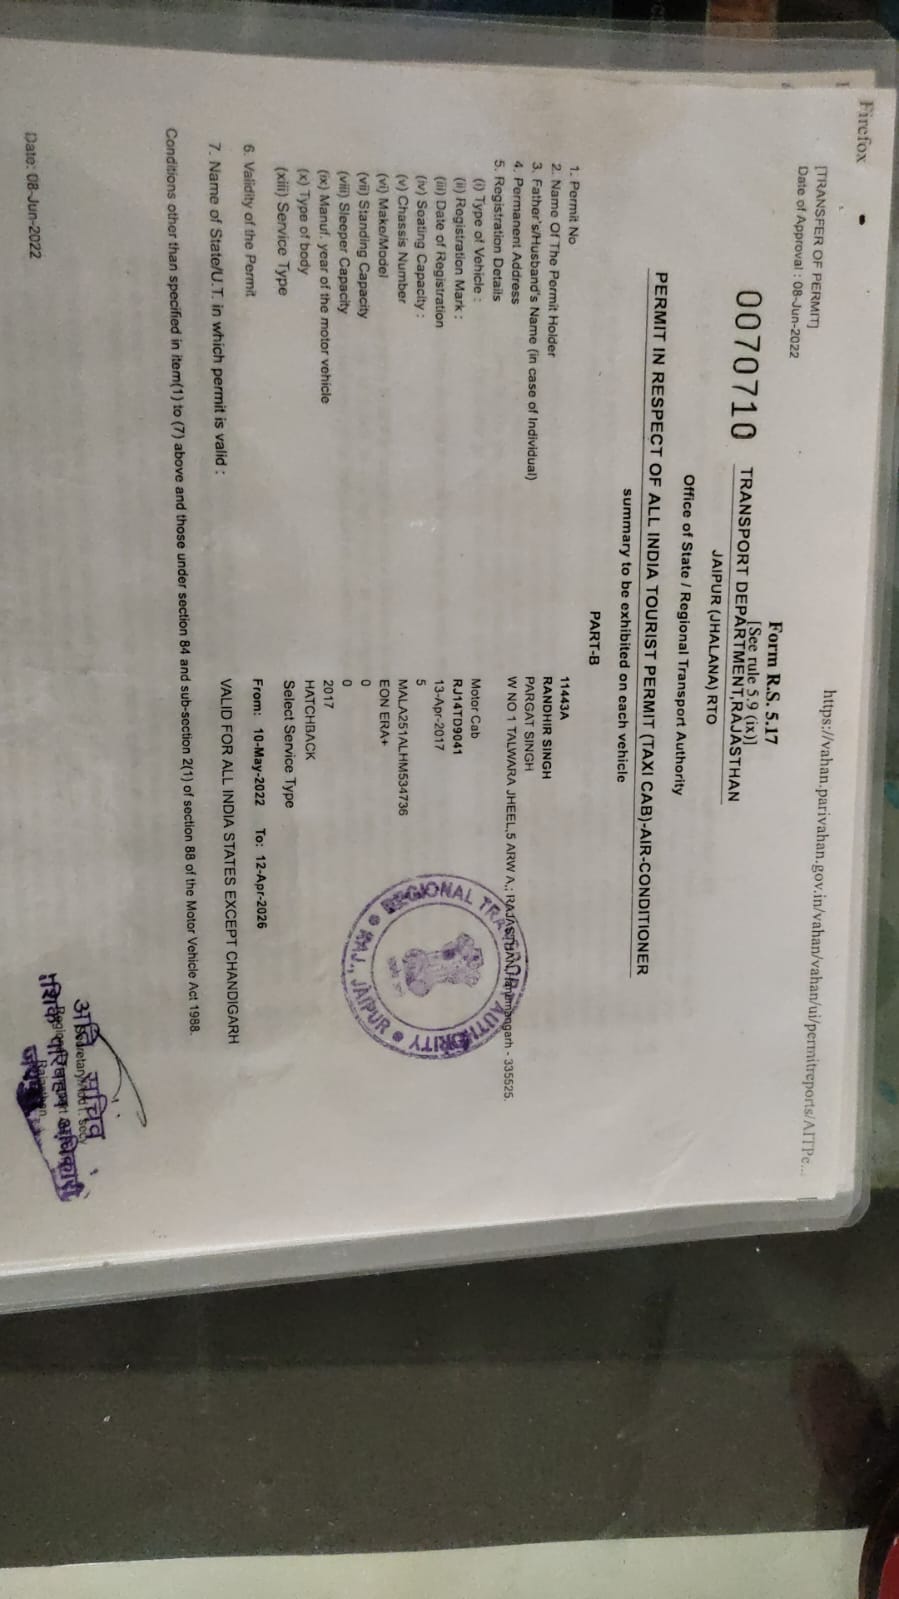 Firefox
https://vahan.parivahan.gov.in/vahan/vahan/ui/permitreports/AITPe...
[TRANSFER OF PERMIT]
Date of Approval : 08-Jun-2022
Form R.S. 5.17
[See rule 5.9 (ix)]
0070710 TRANSPORT DEPARTMENT,RAJASTHAN
JAIPUR (JHALANA) RTO
Office of State / Regional Transport Authority
PERMIT IN RESPECT OF ALL INDIA TOURIST PERMIT (TAXI CAB)-AIR-CONDITIONER
summary to be exhibited on each vehicle
PART-B
1. Permit No 11443A
2. Name Of The Permit Holder RANDHIR SINGH
3. Father's/Husband's Name (in case of Individual) PARGAT SINGH
4. Permanent Address W NO 1 TALWARA JHEEL,5 ARW A,; RAJASTHAN, - 335525.
5. Registration Details
(i) Type of Vehicle : Motor Cab
(ii) Registration Mark : RJ14TD9041
(iii) Date of Registration 13-Apr-2017
(iv) Seating Capacity : 5
(v) Chassis Number MALA251ALHM534736
(vi) Make/Model EON ERA+
(vii) Standing Capacity 0
(viii) Sleeper Capacity 0
(ix) Manuf. year of the motor vehicle 2017
(x) Type of body HATCHBACK
(xiii) Service Type Select Service Type
6. Validity of the Permit From: 10-May-2022 To: 12-Apr-2026
7. Name of State/U.T. in which permit is valid : VALID FOR ALL INDIA STATES EXCEPT CHANDIGARH
Conditions other than specified in item(1) to (7) above and those under section 84 and sub-section 2(1) of section 88 of the Motor Vehicle Act 1988.
REGIONAL TRANSPORT AUTHORITY
JAIPUR
अति सचिव
Date: 08-Jun-2022